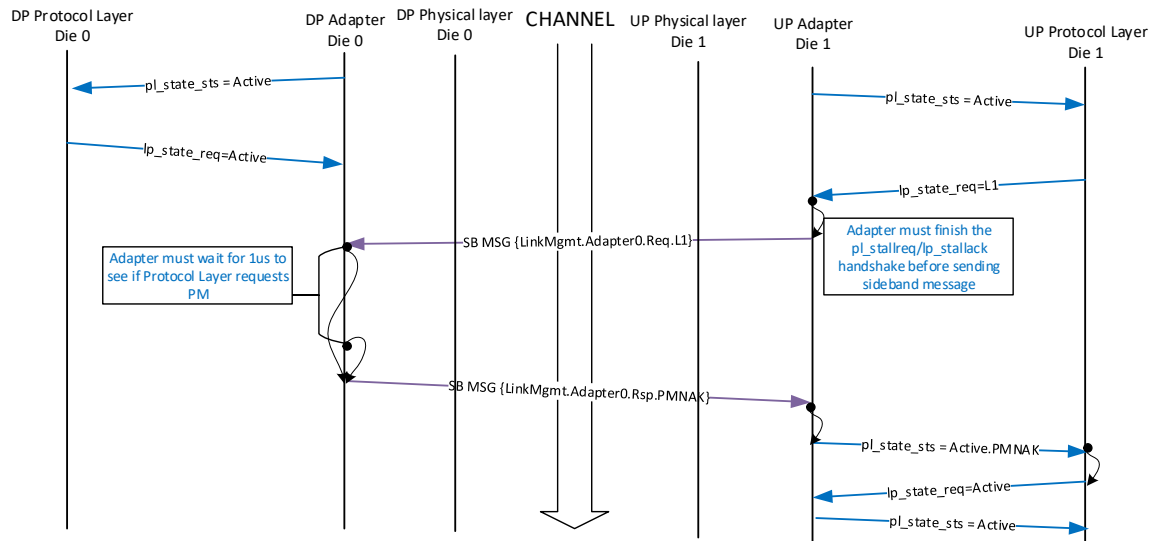 DP Protocol Layer
Die 0
DP Adapter
Die 0
DP Physical layer
Die 0
CHANNEL
UP Physical layer
Die 1
UP Adapter
Die 1
UP Protocol Layer
Die 1
pl_state_sts = Active
pl_state_sts = Active
lp_state_req=Active
lp_state_req=L1
SB MSG {LinkMgmt.Adapter0.Req.L1}
Adapter must finish the
pl_stallreq/lp_stallack
handshake before sending
sideband message
Adapter must wait for 1us to
see if Protocol Layer requests
PM
SB MSG {LinkMgmt.Adapter0.Rsp.PMNAK}
pl_state_sts = Active.PMNAK
lp_state_req=Active
pl_state_sts = Active